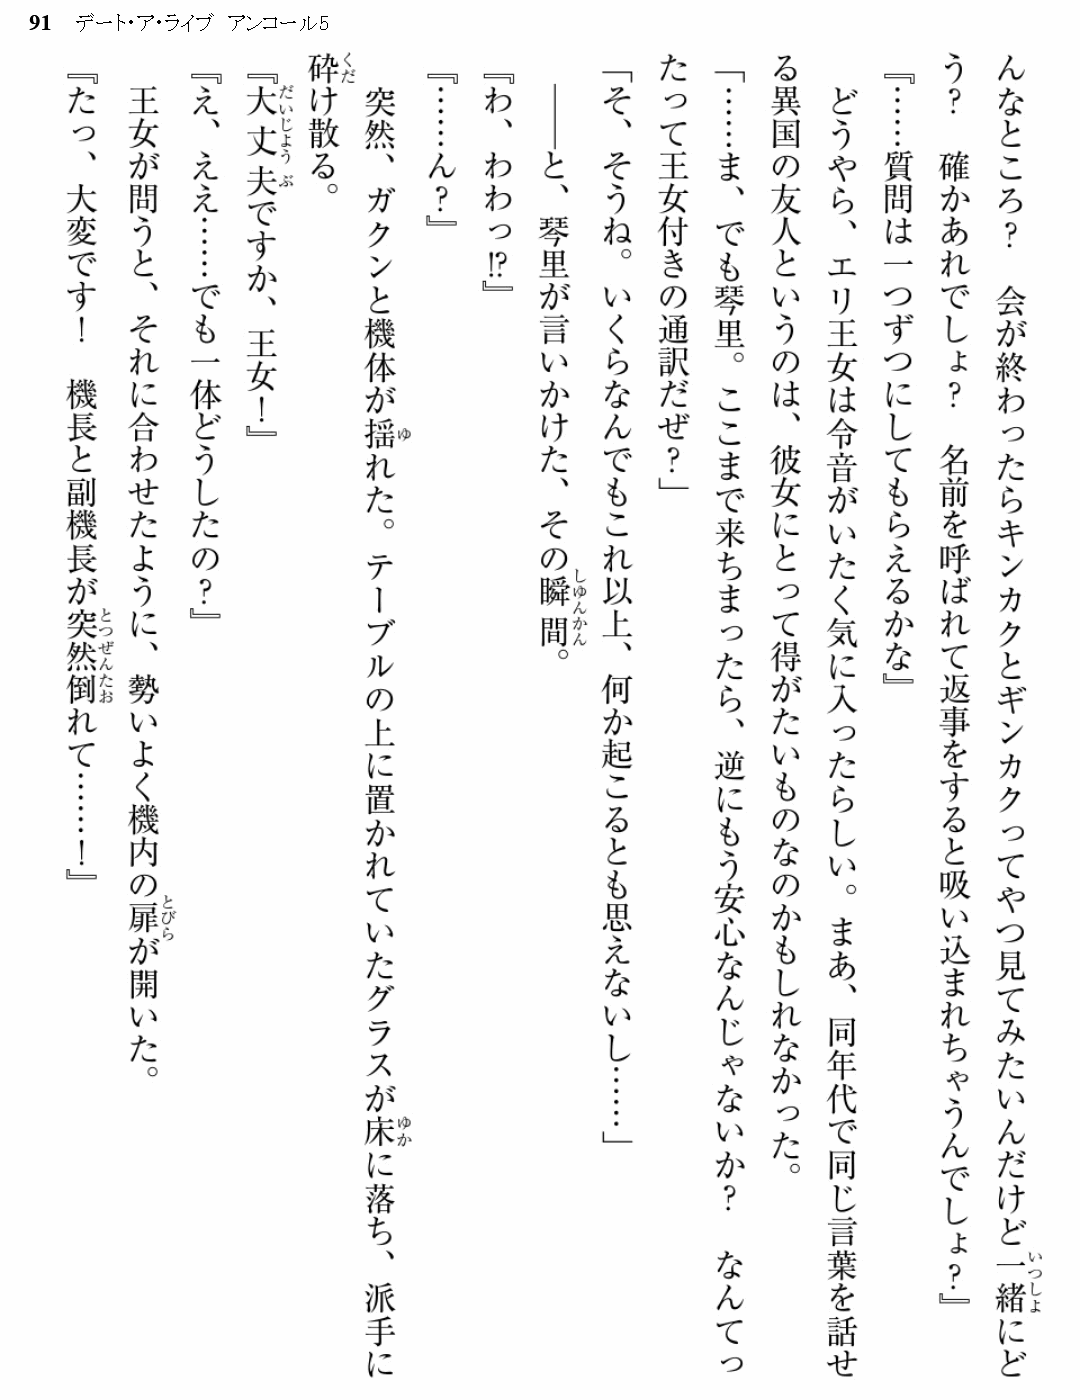 91 デート・ア・ライブ アンコール5
んなところ？　会が終わったらキンカクとギンカクってやつ見てみたいんだけど一緒にど
う？　確かあれでしょ？　名前を呼ばれて返事をすると吸い込まれちゃうんでしょ？』
『……質問は一つずつにしてもらえるかな』
　どうやら、エリ王女は令音がいたく気に入ったらしい。まあ、同年代で同じ言葉を話せ
る異国の友人というのは、彼女にとって得がたいものなのかもしれなかった。
「……ま、でも琴里。ここまで来ちまったら、逆にもう安心なんじゃないか？　なんてっ
たって王女付きの通訳だぜ？」
「そ、そうね。いくらなんでもこれ以上、何か起こるとも思えないし……」
　――と、琴里が言いかけた、その瞬間。
『わ、わわっ!?』
『……ん？』
　突然、ガクンと機体が揺れた。テーブルの上に置かれていたグラスが床に落ち、派手に
砕け散る。
『大丈夫ですか、王女！』
『え、ええ……でも一体どうしたの？』
　王女が問うと、それに合わせたように、勢いよく機内の扉が開いた。
『たっ、大変です！　機長と副機長が突然倒れて……！』